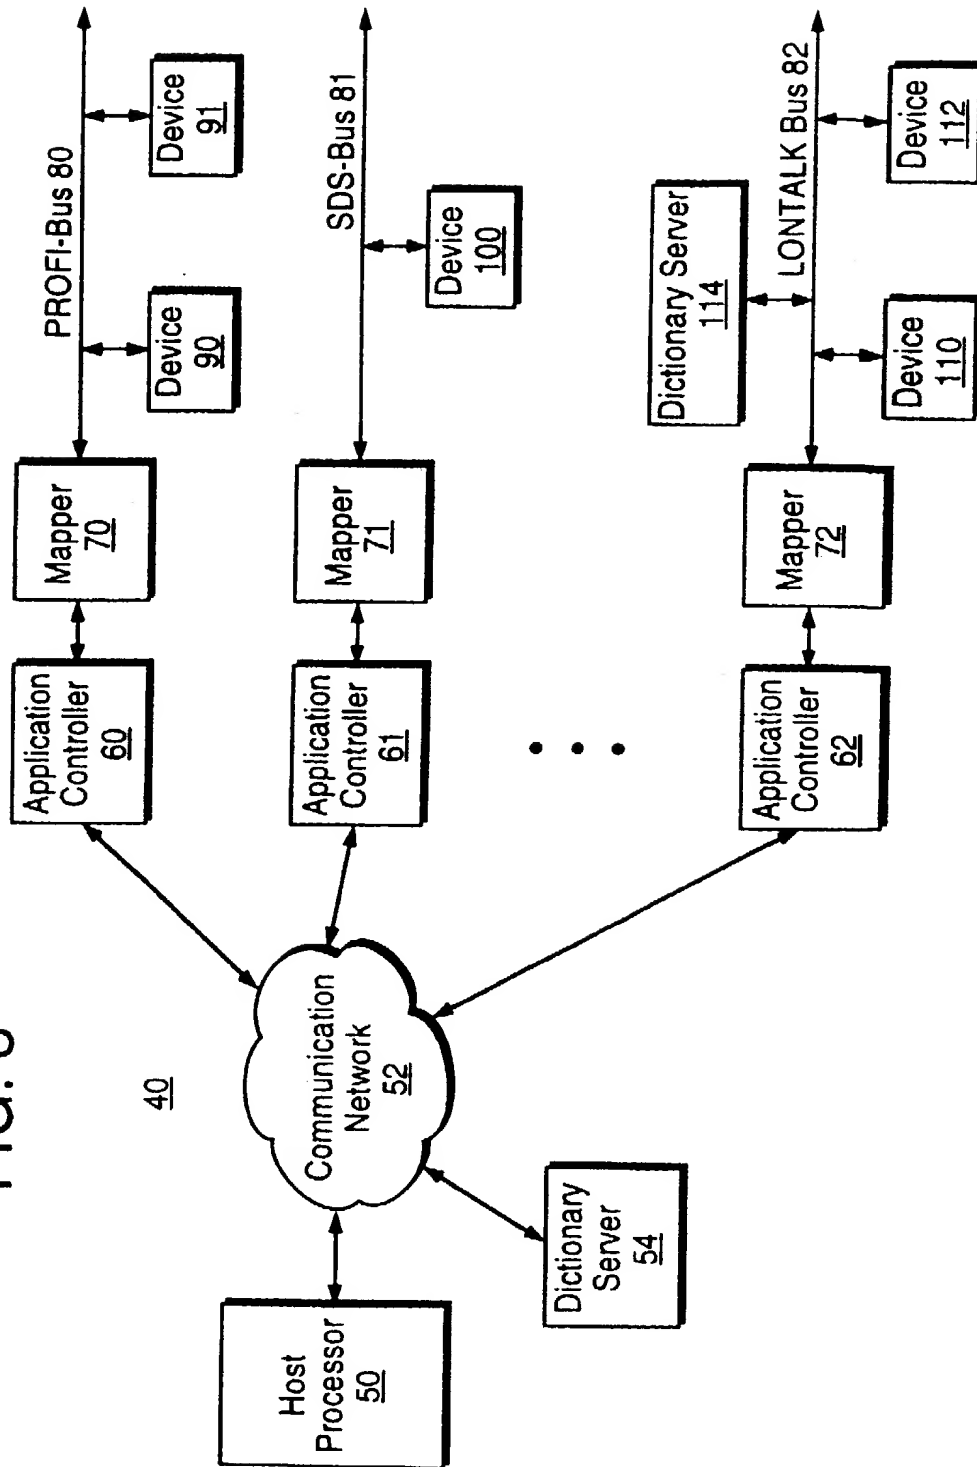 40
Host
Processor
50
Communication
Network
52
Dictionary
Server
54
Application
Controller
60
Mapper
70
PROFI-Bus 80
Device
90
Device
91
Application
Controller
61
Mapper
71
SDS-Bus 81
Device
100
Application
Controller
62
Mapper
72
LONTALK Bus 82
Dictionary Server
114
Device
110
Device
112